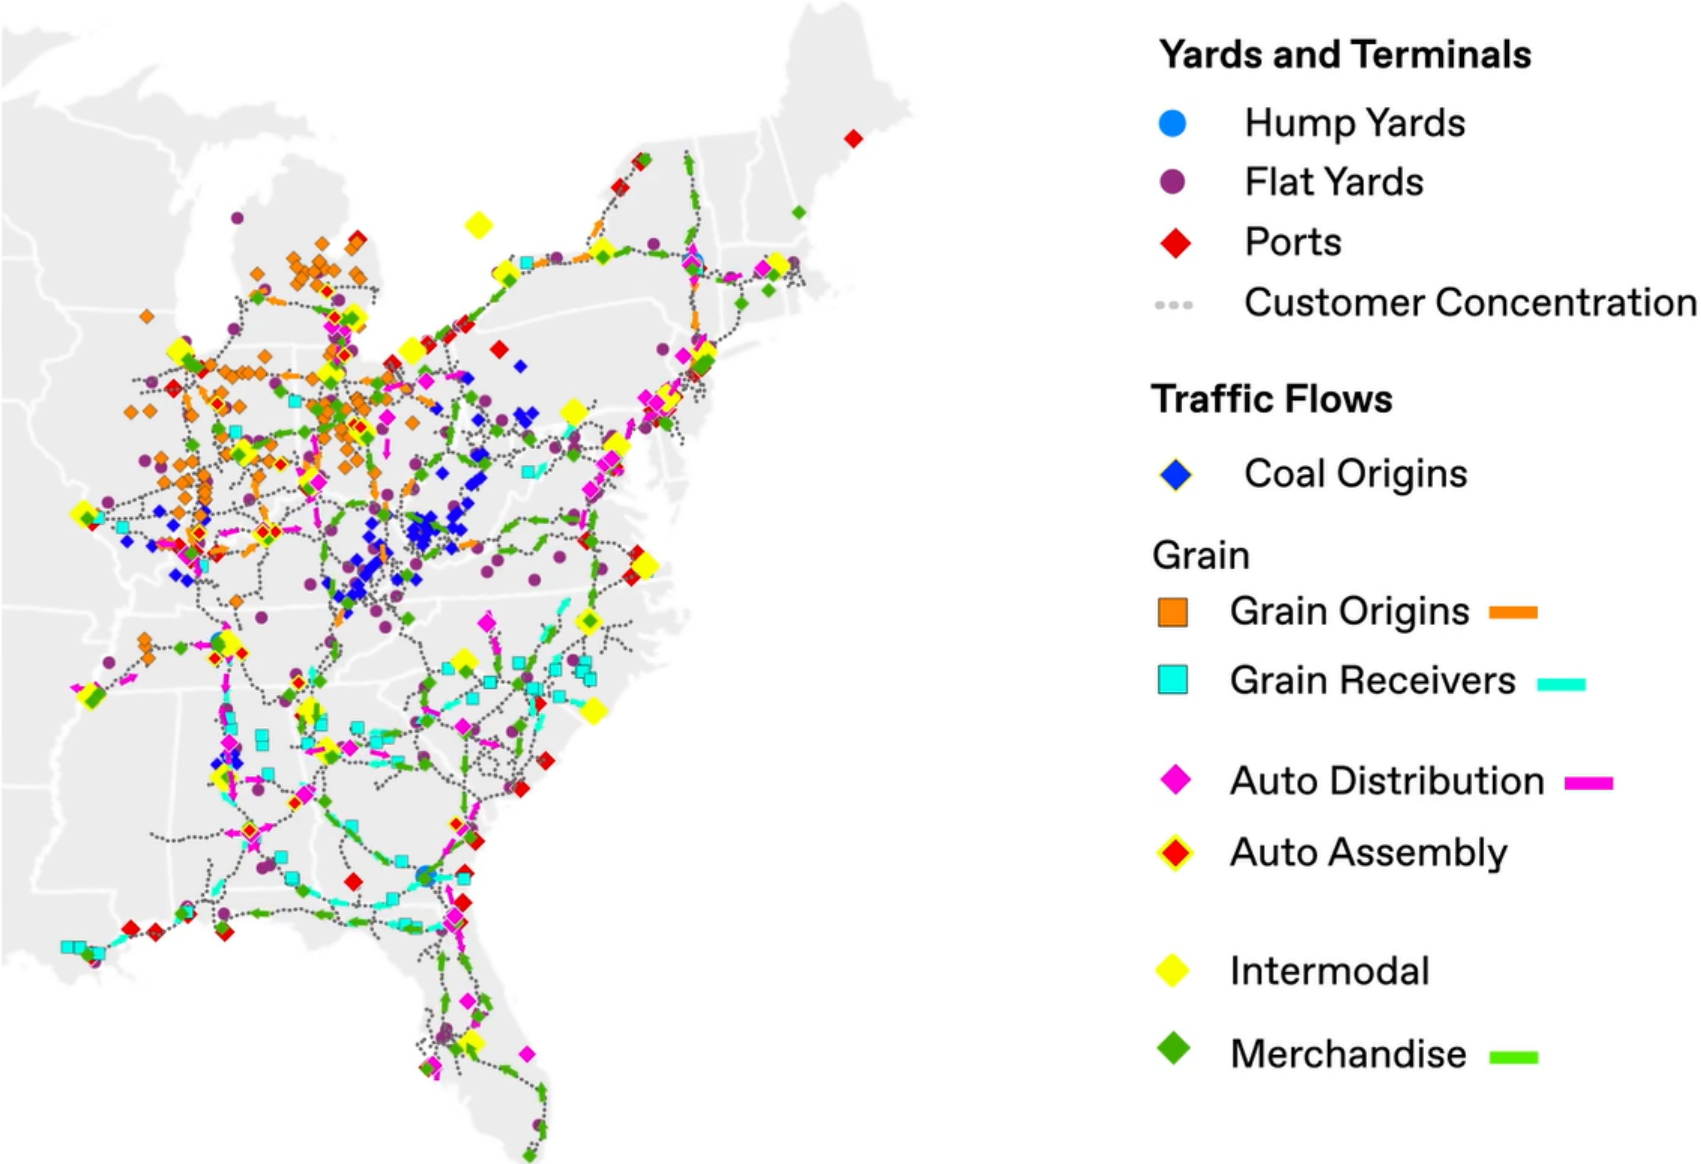 Yards and Terminals
Hump Yards
Flat Yards
Ports
Customer Concentration
Traffic Flows
Coal Origins
Grain
Grain Origins
Grain Receivers
Auto Distribution
Auto Assembly
Intermodal
Merchandise